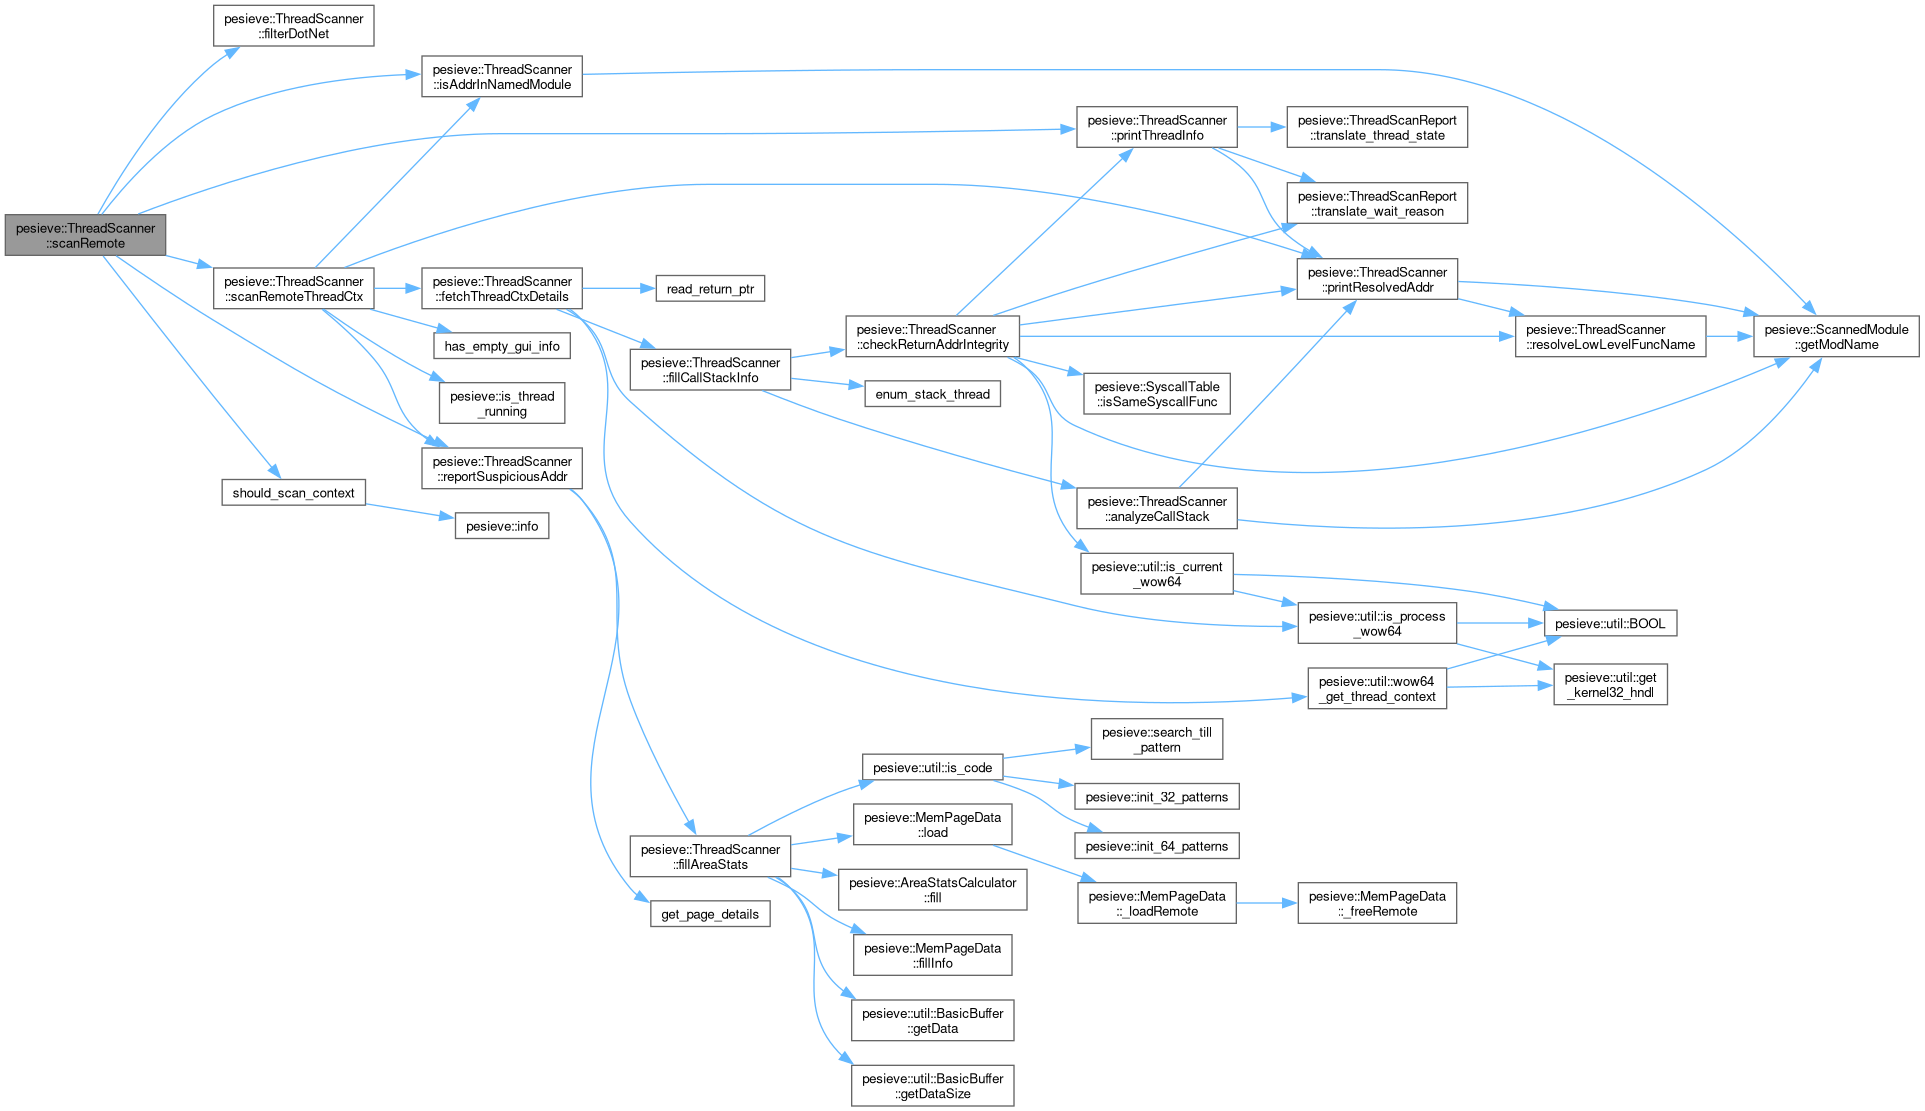 pesieve::ThreadScanner
::filterDotNet
pesieve::ThreadScanner
::isAddrInNamedModule
pesieve::ThreadScanner
::printThreadInfo
pesieve::ThreadScanReport
::translate_thread_state
pesieve::ThreadScanReport
::translate_wait_reason
pesieve::ThreadScanner
::scanRemote
pesieve::ThreadScanner
::scanRemoteThreadCtx
pesieve::ThreadScanner
::fetchThreadCtxDetails
read_return_ptr
pesieve::ThreadScanner
::printResolvedAddr
has_empty_gui_info
pesieve::ThreadScanner
::checkReturnAddrIntegrity
pesieve::ThreadScanner
::resolveLowLevelFuncName
pesieve::ScannedModule
::getModName
pesieve::ThreadScanner
::fillCallStackInfo
pesieve::is_thread
_running
enum_stack_thread
pesieve::SyscallTable
::isSameSyscallFunc
pesieve::ThreadScanner
::reportSuspiciousAddr
should_scan_context
pesieve::info
pesieve::ThreadScanner
::analyzeCallStack
pesieve::util::is_current
_wow64
pesieve::util::is_process
_wow64
pesieve::util::BOOL
pesieve::util::wow64
_get_thread_context
pesieve::util::get
_kernel32_hndl
pesieve::search_till
_pattern
pesieve::util::is_code
pesieve::init_32_patterns
pesieve::MemPageData
::load
pesieve::init_64_patterns
pesieve::ThreadScanner
::fillAreaStats
pesieve::AreaStatsCalculator
::fill
pesieve::MemPageData
::_loadRemote
pesieve::MemPageData
::_freeRemote
get_page_details
pesieve::MemPageData
::fillInfo
pesieve::util::BasicBuffer
::getData
pesieve::util::BasicBuffer
::getDataSize